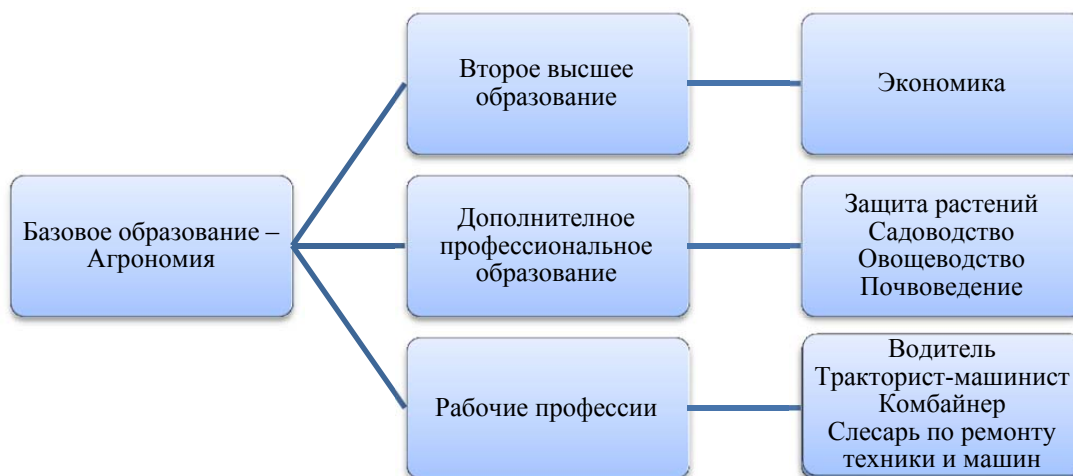 Базовое образование –
Агрономия
Второе высшее
образование
Экономика
Дополнителное
профессиональное
образование
Защита растений
Садоводство
Овощеводство
Почвоведение
Рабочие профессии
Водитель
Тракторист-машинист
Комбайнер
Слесарь по ремонту
техники и машин